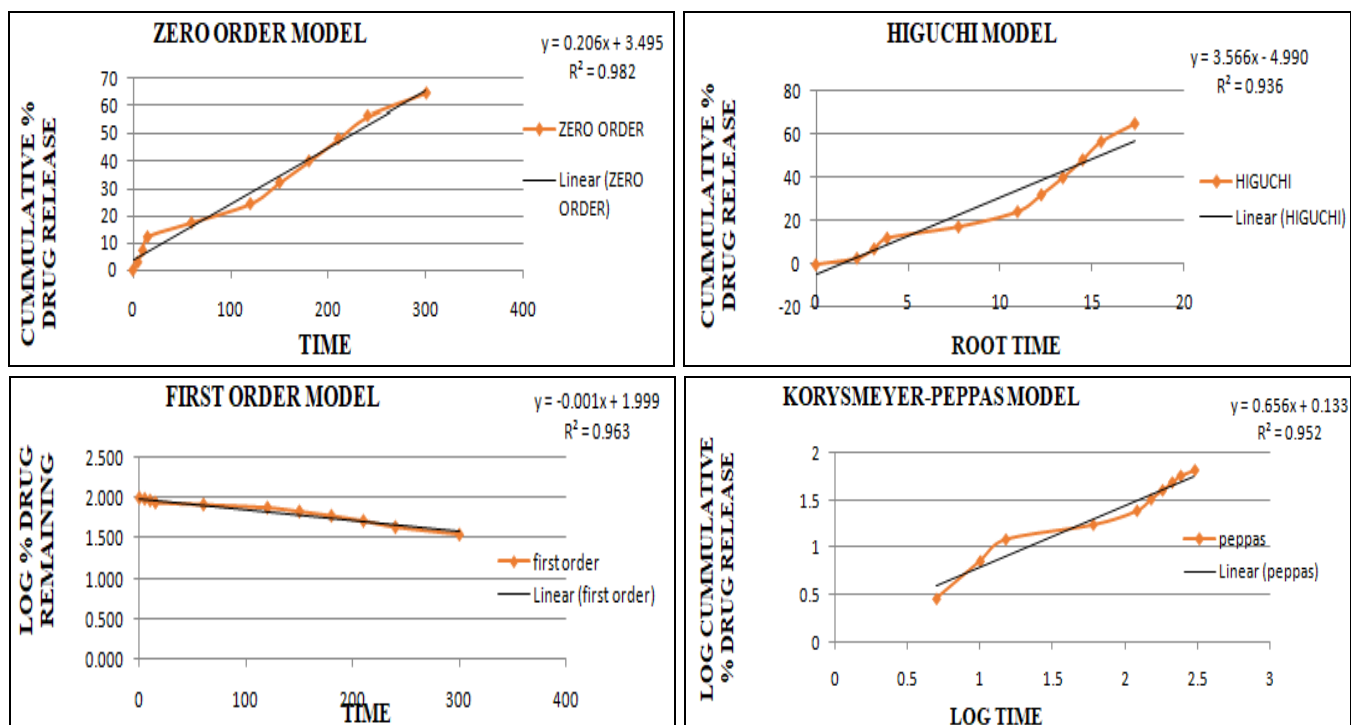 ZERO ORDER MODEL
y = 0.206x + 3.495
R² = 0.982
CUMMULATIVE %
DRUG RELEASE
70
60
50
40
30
20
10
0
0 100 200 300 400
TIME
ZERO ORDER
Linear (ZERO
ORDER)
HIGUCHI MODEL
y = 3.566x - 4.990
R² = 0.936
CUMMULATIVE %
DRUG RELEASE
80
60
40
20
0
-20
0 5 10 15 20
ROOT TIME
HIGUCHI
Linear (HIGUCHI)
FIRST ORDER MODEL
y = -0.001x + 1.999
R² = 0.963
LOG % DRUG
REMAINING
2.500
2.000
1.500
1.000
0.500
0.000
0 100 200 300 400
TIME
first order
Linear (first order)
KORYSMEYER-PEPPAS MODEL
y = 0.656x + 0.133
R² = 0.952
LOG CUMMULATIVE
% DRUG RELEASE
2
1.5
1
0.5
0
0 0.5 1 1.5 2 2.5 3
LOG TIME
peppas
Linear (peppas)